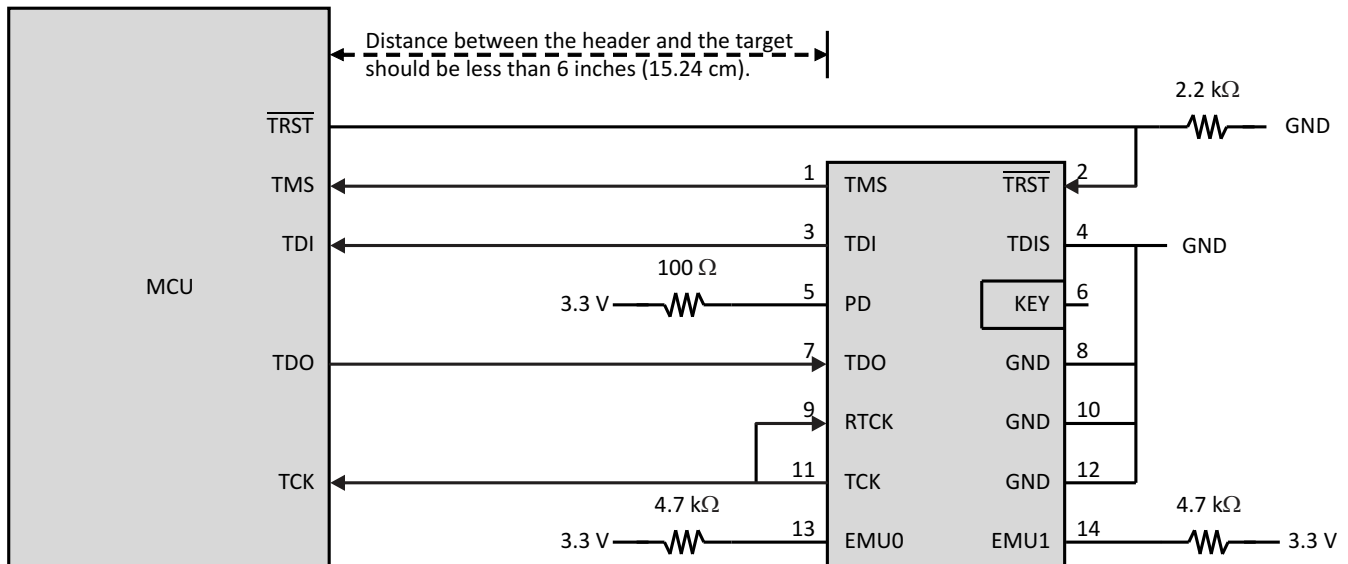 Distance between the header and the target
should be less than 6 inches (15.24 cm).
2.2 kΩ
TRST
GND
TMS
1
TMS
TRST
2
TDI
3
TDI
TDIS
4
GND
100 Ω
MCU
3.3 V
5
PD
KEY
6
TDO
7
TDO
GND
8
9
RTCK
GND
10
TCK
11
TCK
GND
12
4.7 kΩ
4.7 kΩ
3.3 V
13
EMU0
EMU1
14
3.3 V